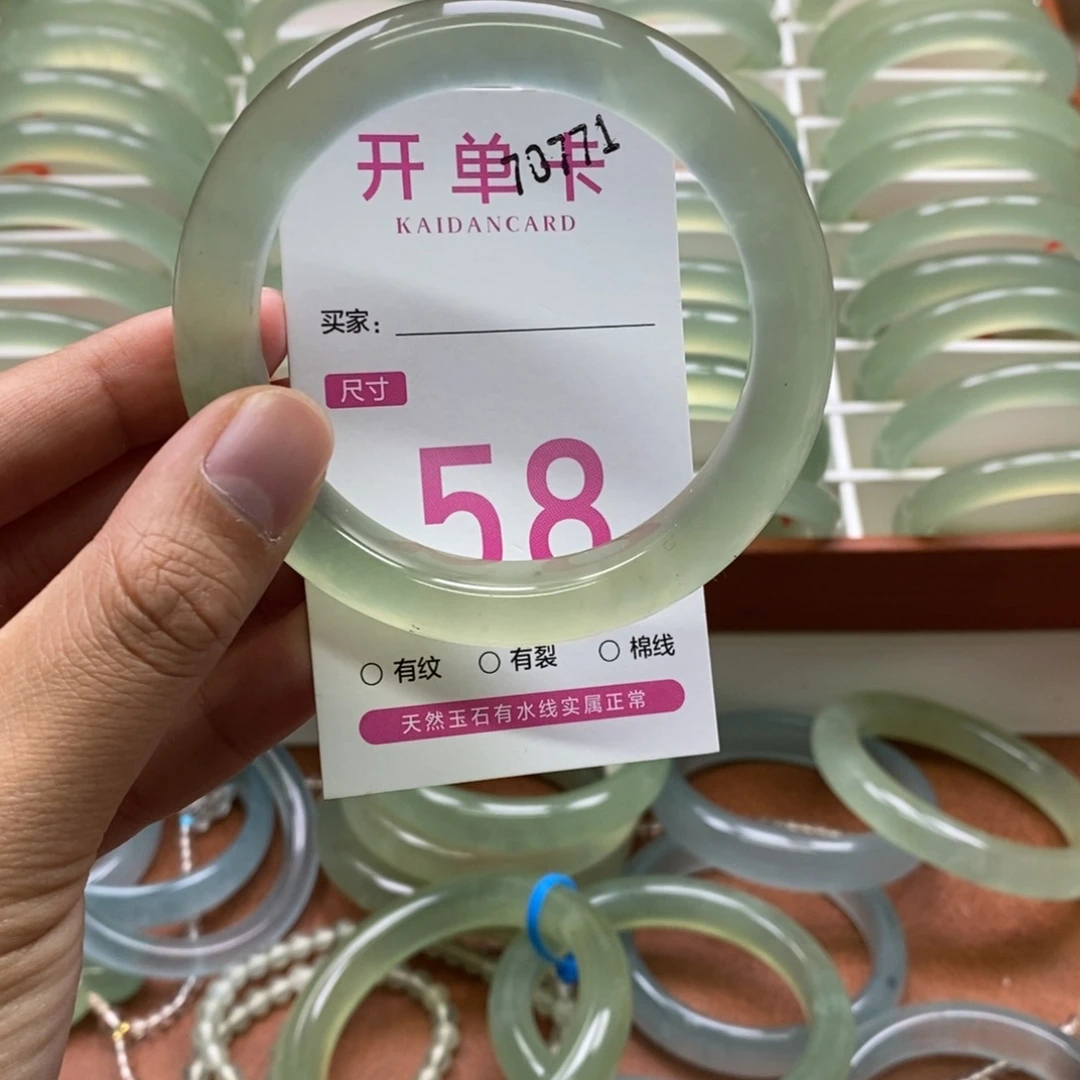 开单卡
70771
KAIDANCARD
买家:
尺寸
58
有纹 有裂 棉线
天然玉石有水线实属正常